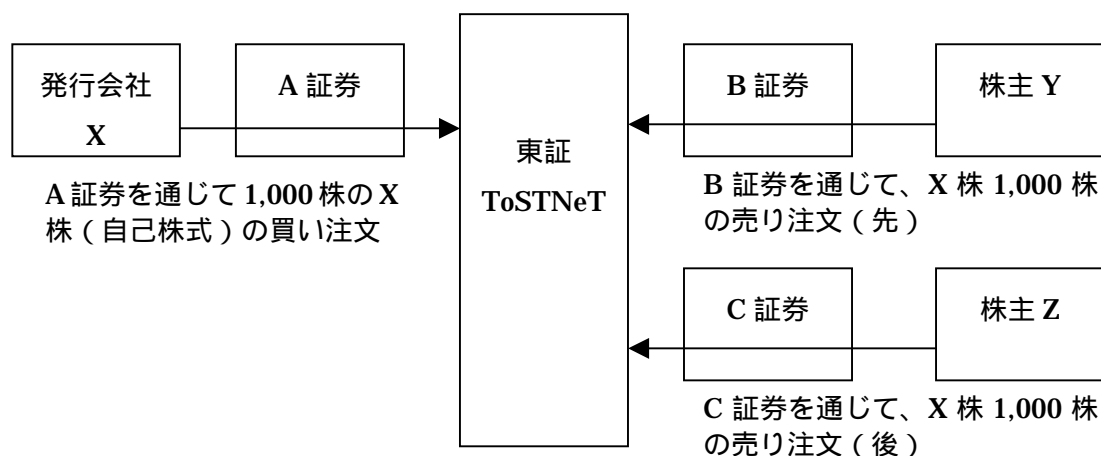 発行会社
X
A 証券
A 証券を通じて 1,000 株の X
株(自己株式)の買い注文
東証
ToSTNeT
B 証券
株主 Y
B 証券を通じて、X 株 1,000 株
の売り注文(先)
C 証券
株主 Z
C 証券を通じて、X 株 1,000 株
の売り注文(後)